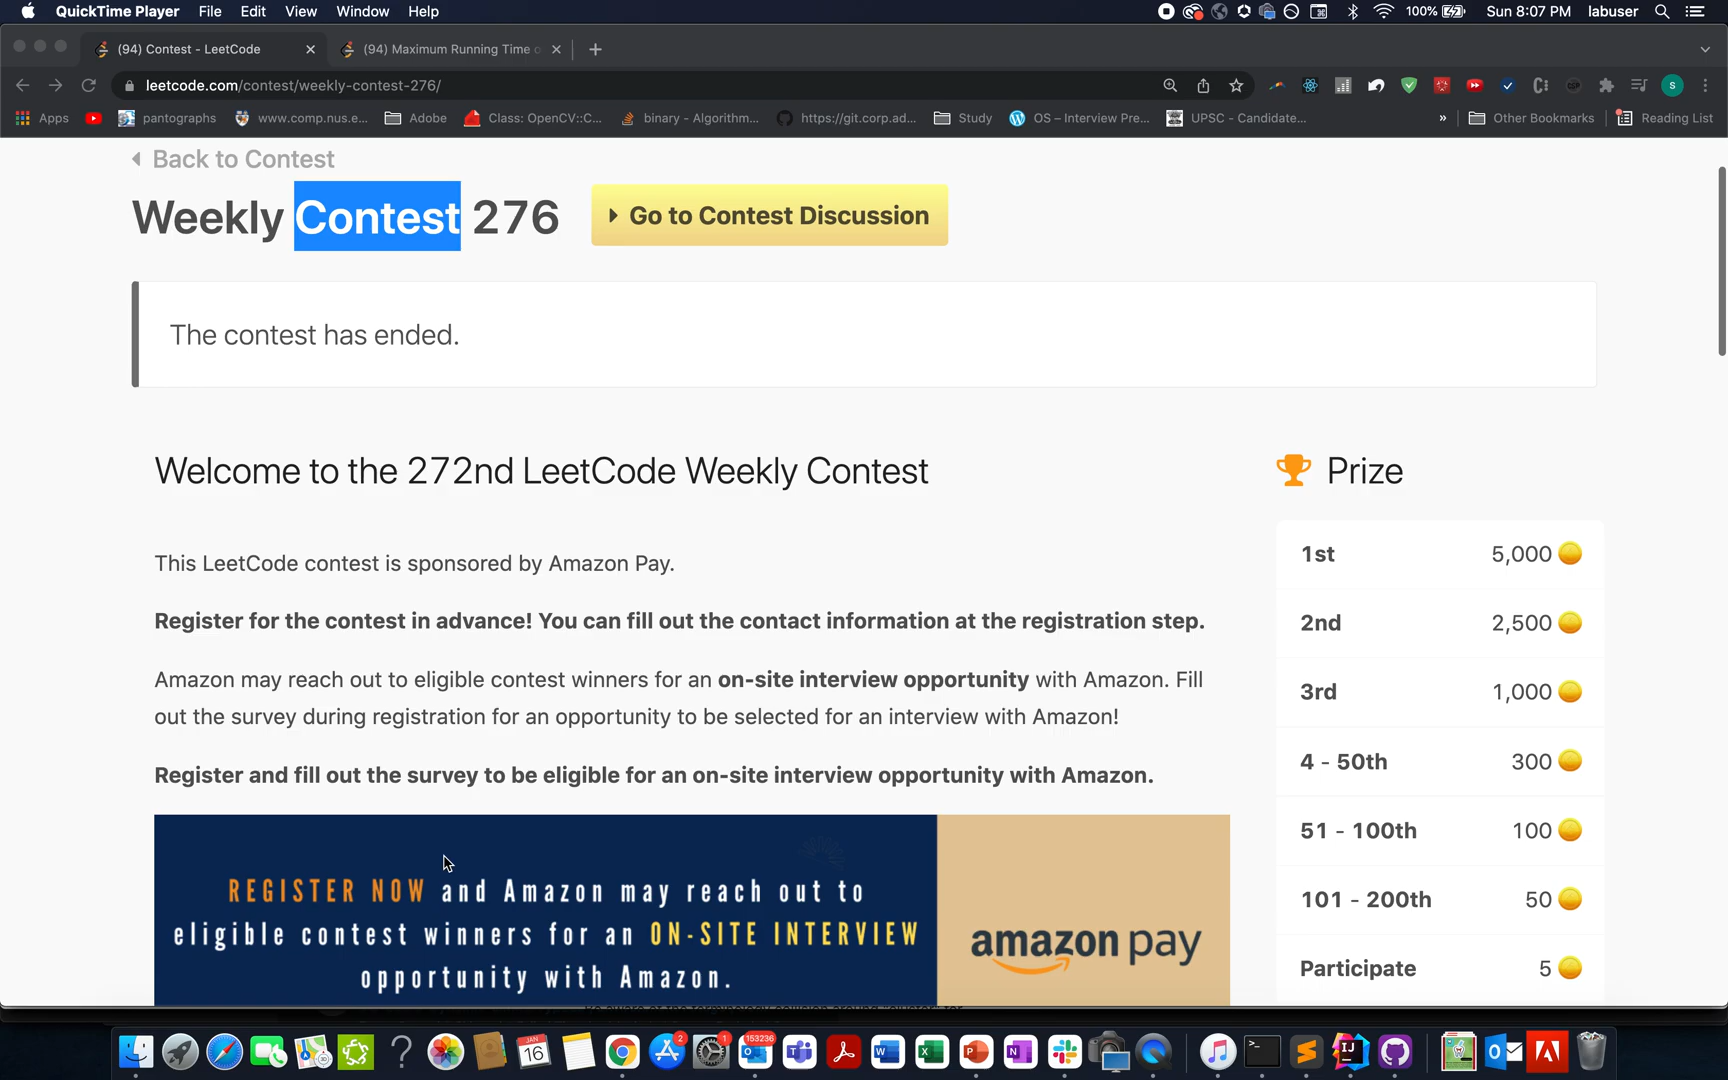 QuickTime Player File Edit View Window Help
100% Sun 8:07 PM labuser
(94) Contest - LeetCode
(94) Maximum Running Time o
leetcode.com/contest/weekly-contest-276/
S
Apps pantographs www.comp.nus.e... Adobe Class: OpenCV::C... binary - Algorithm... https://git.corp.ad... Study OS – Interview Pre... UPSC - Candidate... » Other Bookmarks Reading List
Back to Contest
Weekly Contest 276
Go to Contest Discussion
The contest has ended.
Welcome to the 272nd LeetCode Weekly Contest
This LeetCode contest is sponsored by Amazon Pay.
Register for the contest in advance! You can fill out the contact information at the registration step.
Amazon may reach out to eligible contest winners for an on-site interview opportunity with Amazon. Fill
out the survey during registration for an opportunity to be selected for an interview with Amazon!
Register and fill out the survey to be eligible for an on-site interview opportunity with Amazon.
REGISTER NOW and Amazon may reach out to
eligible contest winners for an ON-SITE INTERVIEW
opportunity with Amazon.
amazon pay
Prize
1st 5,000
2nd 2,500
3rd 1,000
4 - 50th 300
51 - 100th 100
101 - 200th 50
Participate 5
JAN
16
2
1
153236